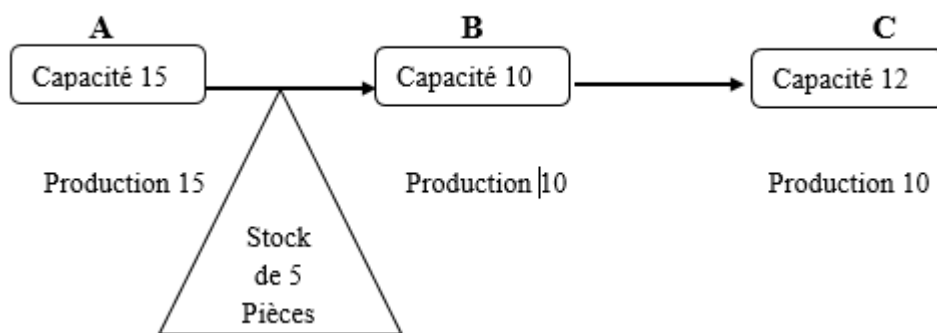 A
B
C
Capacité 15
Capacité 10
Capacité 12
Production 15
Production 10
Production 10
Stock
de 5
Pièces